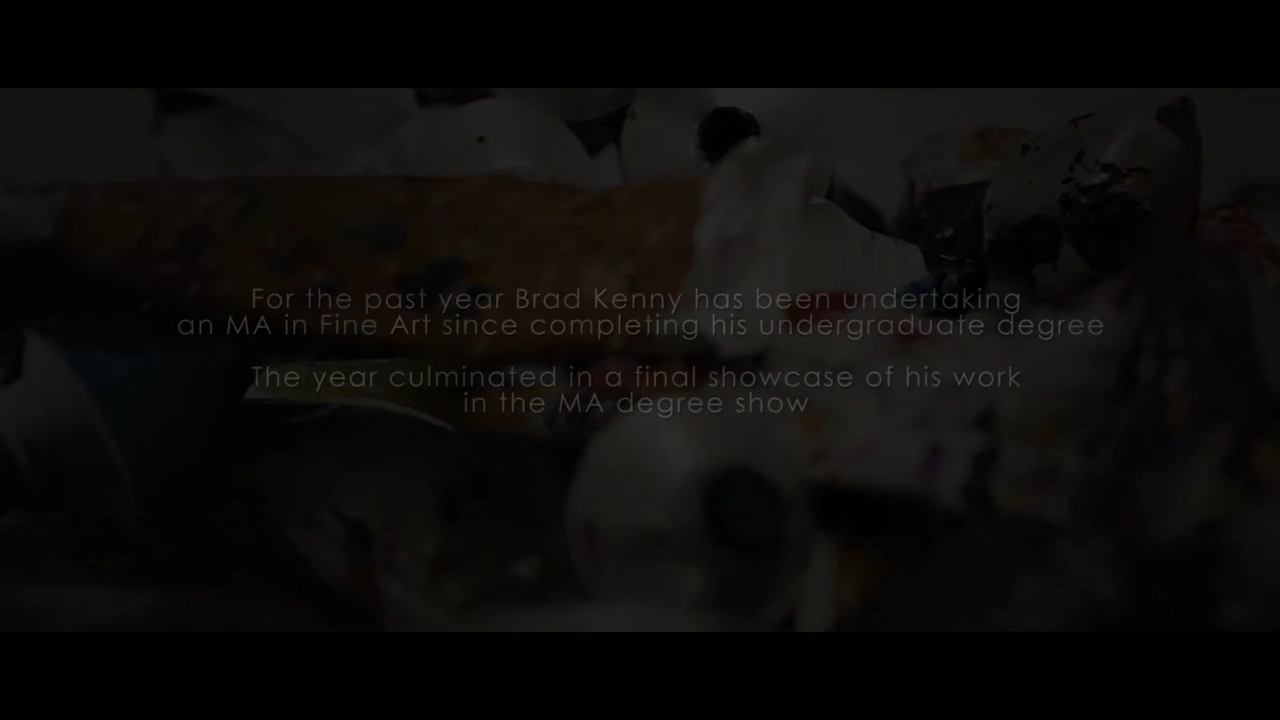 For the past year Brad Kenny has been undertaking
an MA in Fine Art since completing his undergraduate degree
The year culminated in a final showcase of his work
in the MA degree show